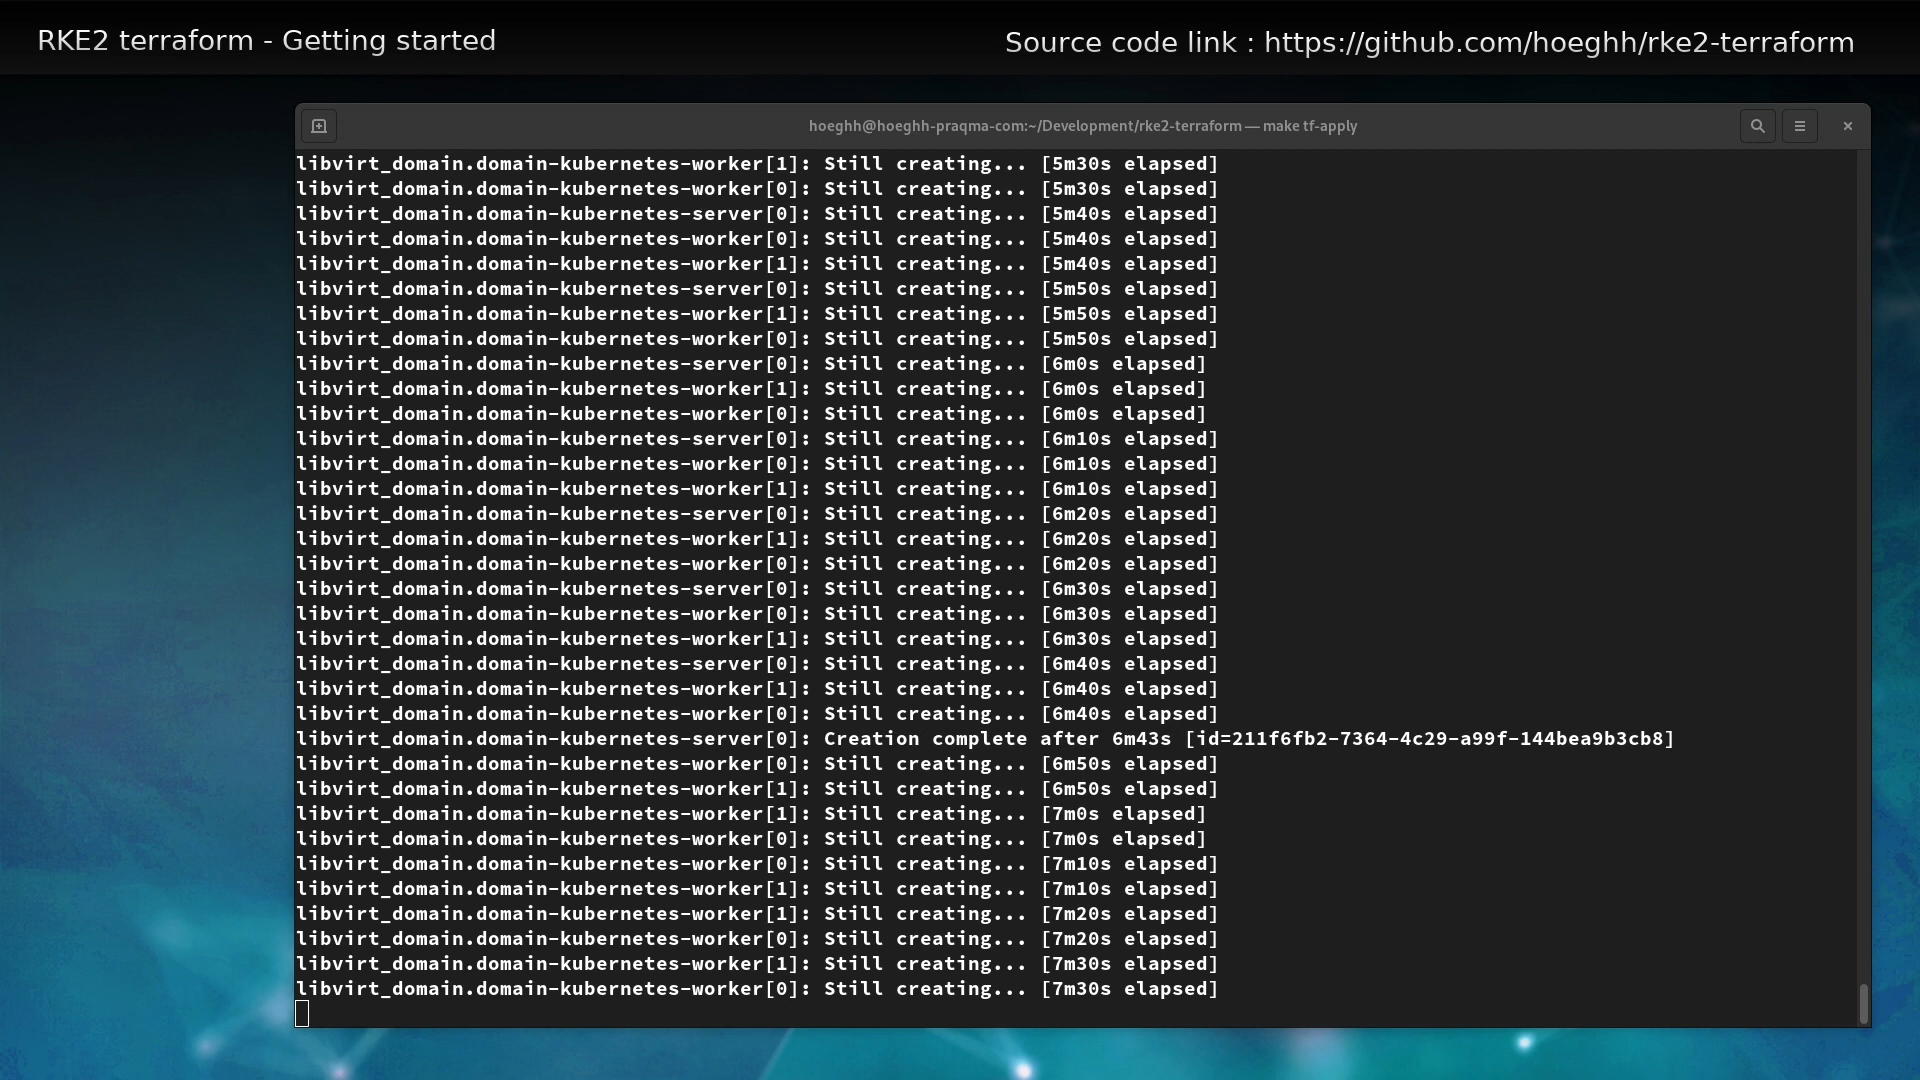 RKE2 terraform - Getting started
Source code link : https://github.com/hoeghh/rke2-terraform
hoeghh@hoeghh-praqma-com:~/Development/rke2-terraform — make tf-apply
libvirt_domain.domain-kubernetes-worker[1]: Still creating... [5m30s elapsed]
libvirt_domain.domain-kubernetes-worker[0]: Still creating... [5m30s elapsed]
libvirt_domain.domain-kubernetes-server[0]: Still creating... [5m40s elapsed]
libvirt_domain.domain-kubernetes-worker[0]: Still creating... [5m40s elapsed]
libvirt_domain.domain-kubernetes-worker[1]: Still creating... [5m40s elapsed]
libvirt_domain.domain-kubernetes-server[0]: Still creating... [5m50s elapsed]
libvirt_domain.domain-kubernetes-worker[1]: Still creating... [5m50s elapsed]
libvirt_domain.domain-kubernetes-worker[0]: Still creating... [5m50s elapsed]
libvirt_domain.domain-kubernetes-server[0]: Still creating... [6m0s elapsed]
libvirt_domain.domain-kubernetes-worker[1]: Still creating... [6m0s elapsed]
libvirt_domain.domain-kubernetes-worker[0]: Still creating... [6m0s elapsed]
libvirt_domain.domain-kubernetes-server[0]: Still creating... [6m10s elapsed]
libvirt_domain.domain-kubernetes-worker[0]: Still creating... [6m10s elapsed]
libvirt_domain.domain-kubernetes-worker[1]: Still creating... [6m10s elapsed]
libvirt_domain.domain-kubernetes-server[0]: Still creating... [6m20s elapsed]
libvirt_domain.domain-kubernetes-worker[1]: Still creating... [6m20s elapsed]
libvirt_domain.domain-kubernetes-worker[0]: Still creating... [6m20s elapsed]
libvirt_domain.domain-kubernetes-server[0]: Still creating... [6m30s elapsed]
libvirt_domain.domain-kubernetes-worker[0]: Still creating... [6m30s elapsed]
libvirt_domain.domain-kubernetes-worker[1]: Still creating... [6m30s elapsed]
libvirt_domain.domain-kubernetes-server[0]: Still creating... [6m40s elapsed]
libvirt_domain.domain-kubernetes-worker[1]: Still creating... [6m40s elapsed]
libvirt_domain.domain-kubernetes-worker[0]: Still creating... [6m40s elapsed]
libvirt_domain.domain-kubernetes-server[0]: Creation complete after 6m43s [id=211f6fb2-7364-4c29-a99f-144bea9b3cb8]
libvirt_domain.domain-kubernetes-worker[0]: Still creating... [6m50s elapsed]
libvirt_domain.domain-kubernetes-worker[1]: Still creating... [6m50s elapsed]
libvirt_domain.domain-kubernetes-worker[1]: Still creating... [7m0s elapsed]
libvirt_domain.domain-kubernetes-worker[0]: Still creating... [7m0s elapsed]
libvirt_domain.domain-kubernetes-worker[0]: Still creating... [7m10s elapsed]
libvirt_domain.domain-kubernetes-worker[1]: Still creating... [7m10s elapsed]
libvirt_domain.domain-kubernetes-worker[1]: Still creating... [7m20s elapsed]
libvirt_domain.domain-kubernetes-worker[0]: Still creating... [7m20s elapsed]
libvirt_domain.domain-kubernetes-worker[1]: Still creating... [7m30s elapsed]
libvirt_domain.domain-kubernetes-worker[0]: Still creating... [7m30s elapsed]